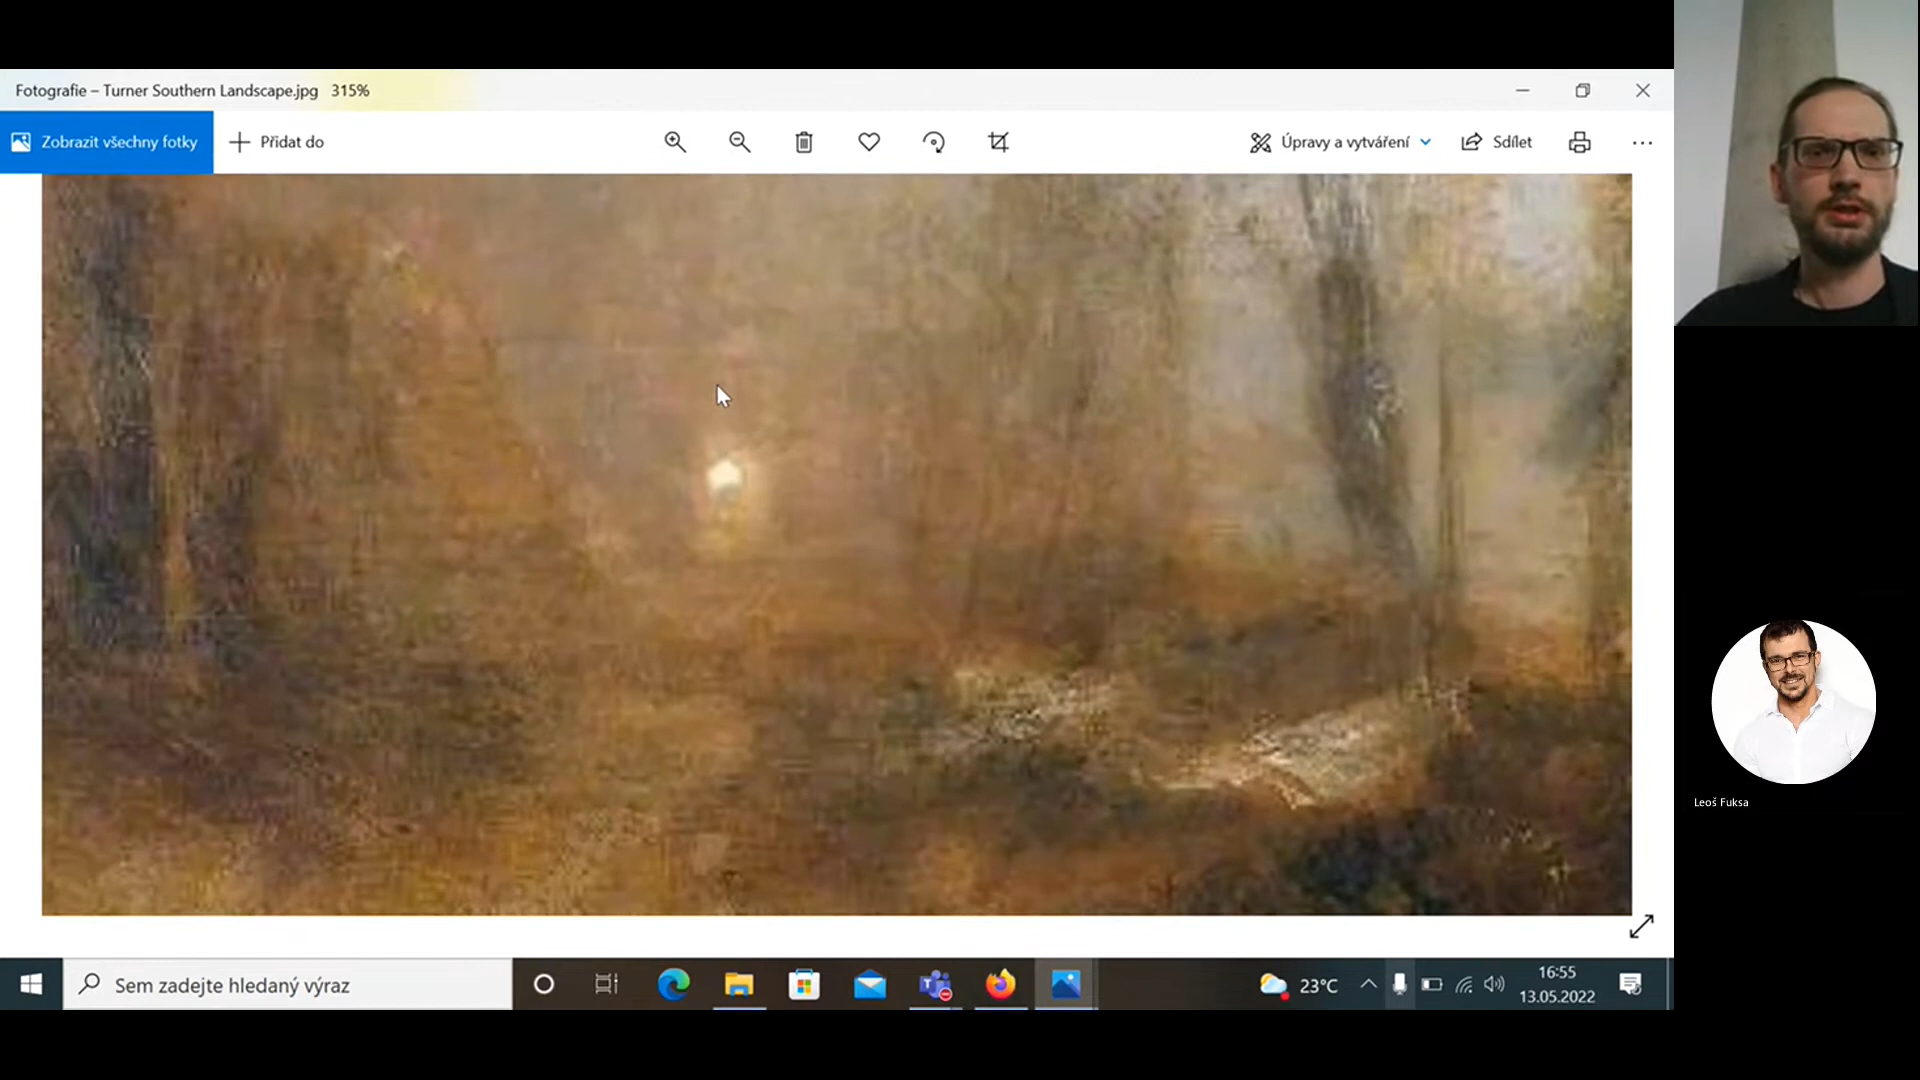 Fotografie – Turner Southern Landscape.jpg 315%
Zobrazit všechny fotky
Přidat do
Úpravy a vytváření
Sdílet
Leoš Fuksa
Sem zadejte hledaný výraz
23°C
16:55
13.05.2022